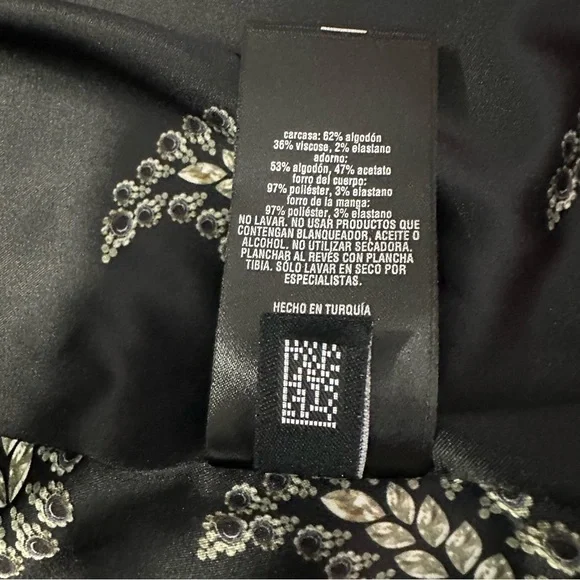 carcasa: 62% algodón
36% viscose, 2% elastano
adorno:
53% algodón, 47% acetato
forro del cuerpo:
97% poliéster, 3% elastano
forro de la manga:
97% poliéster, 3% elastano
NO LAVAR. NO USAR PRODUCTOS QUE
CONTENGAN BLANQUEADOR, ACEITE O
ALCOHOL. NO UTILIZAR SECADORA.
PLANCHAR AL REVÉS CON PLANCHA
TIBIA. SÓLO LAVAR EN SECO POR
ESPECIALISTAS.
HECHO EN TURQUÍA